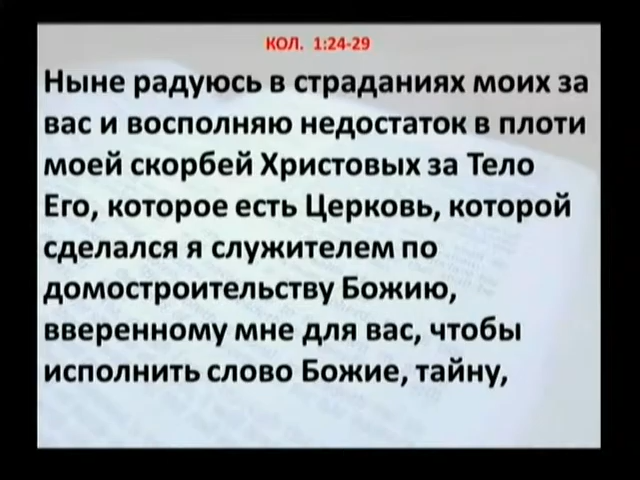 КОЛ. 1:24-29
Ныне радуюсь в страданиях моих за
вас и восполняю недостаток в плоти
моей скорбей Христовых за Тело
Его, которое есть Церковь, которой
сделался я служителем по
домостроительству Божию,
вверенному мне для вас, чтобы
исполнить слово Божие, тайну,